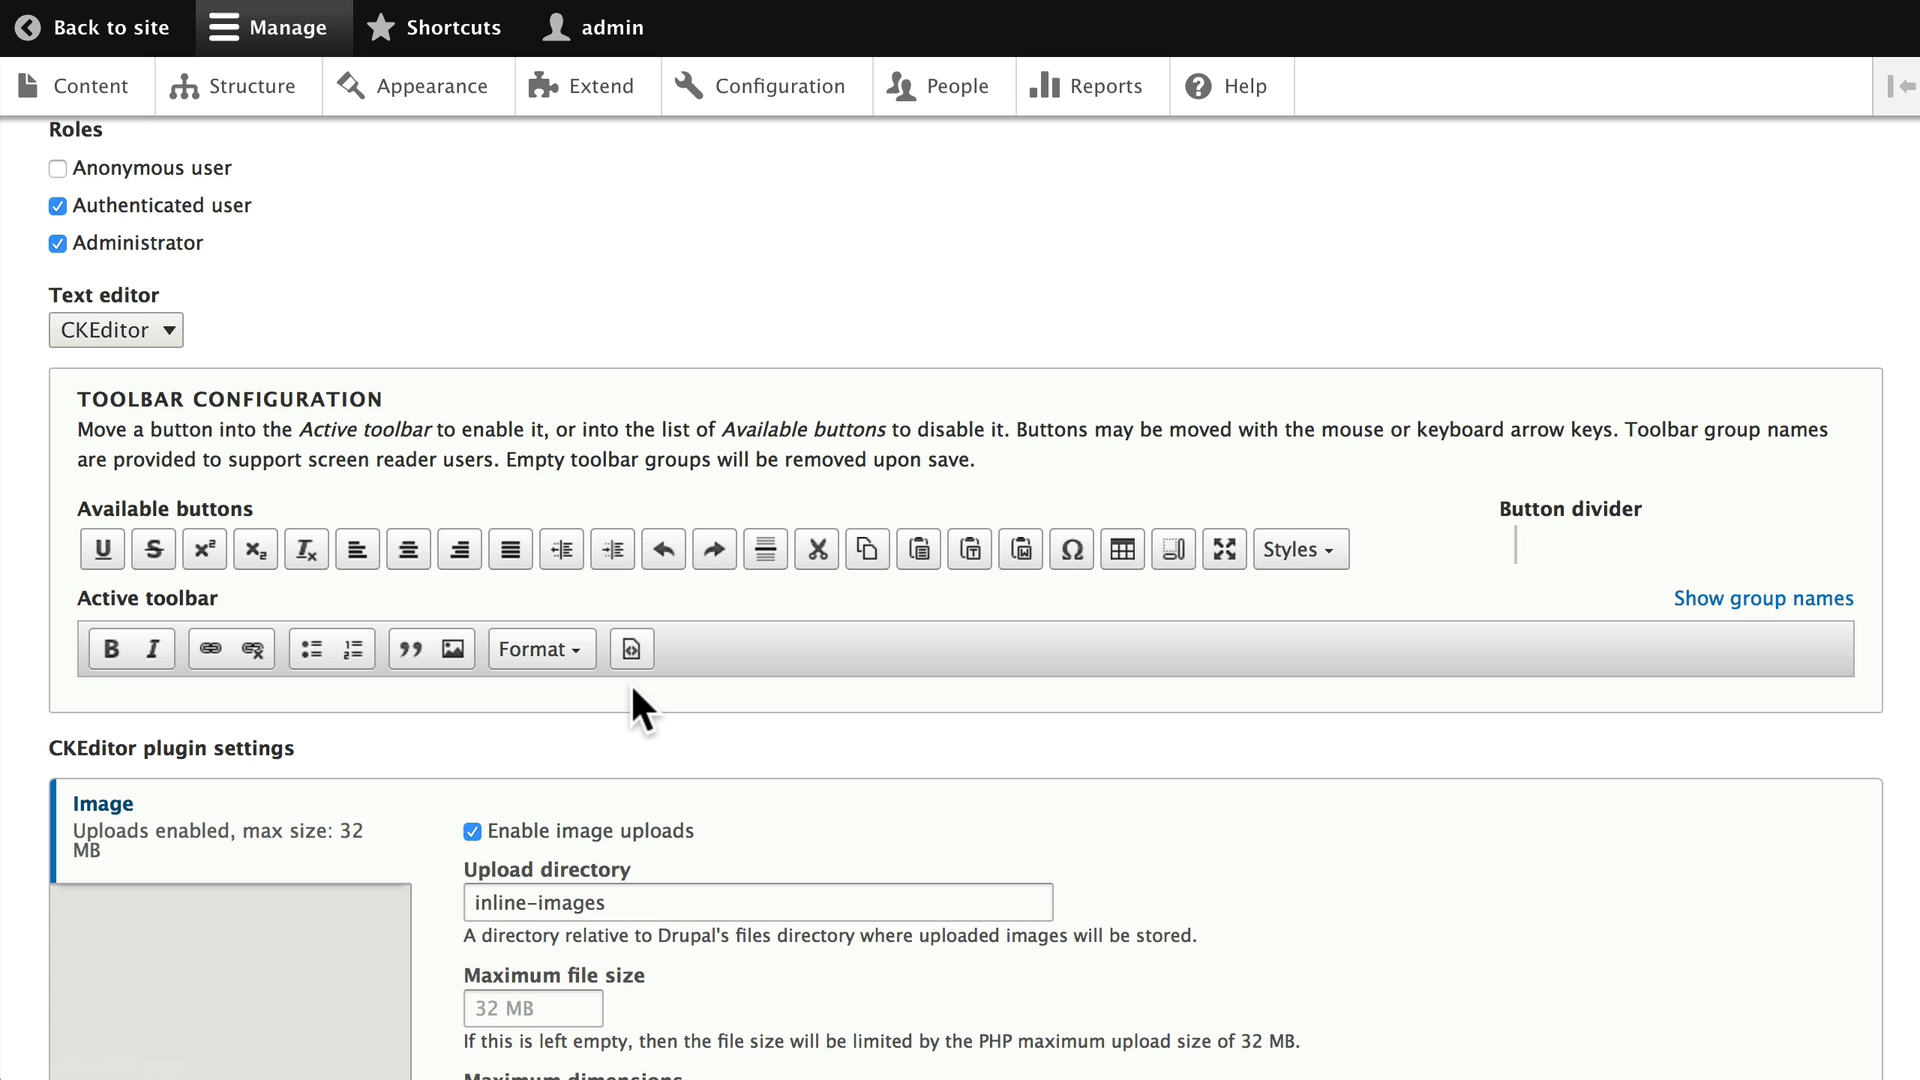 Back to site Manage Shortcuts admin
Content Structure Appearance Extend Configuration People Reports Help
Roles
Anonymous user
Authenticated user
Administrator
Text editor
CKEditor
TOOLBAR CONFIGURATION
Move a button into the Active toolbar to enable it, or into the list of Available buttons to disable it. Buttons may be moved with the mouse or keyboard arrow keys. Toolbar group names
are provided to support screen reader users. Empty toolbar groups will be removed upon save.
Available buttons Button divider
U S x² x₂ Ix Ω Styles
Active toolbar Show group names
B I Format
CKEditor plugin settings
Image
Uploads enabled, max size: 32
MB
Enable image uploads
Upload directory
inline-images
A directory relative to Drupal's files directory where uploaded images will be stored.
Maximum file size
32 MB
If this is left empty, then the file size will be limited by the PHP maximum upload size of 32 MB.
Maximum dimensions